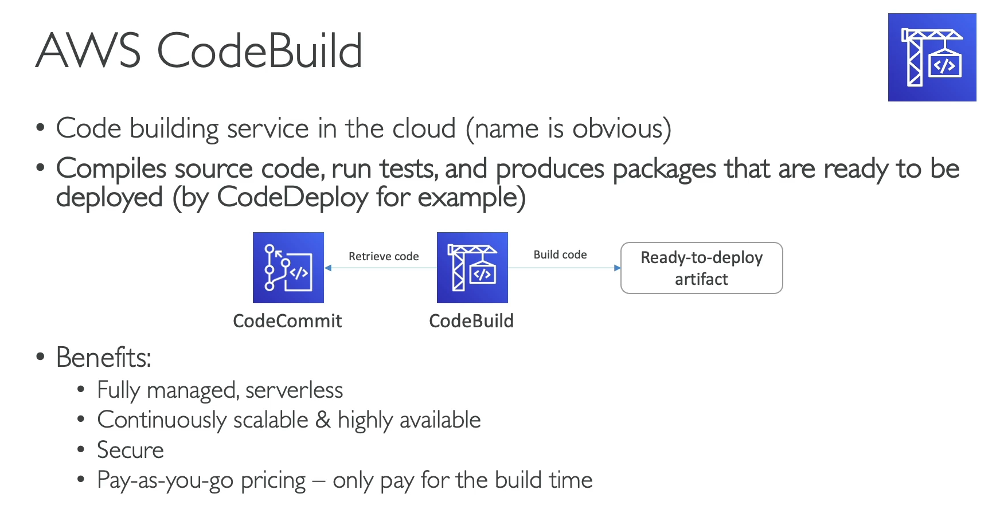 AWS CodeBuild
• Code building service in the cloud (name is obvious)
• Compiles source code, run tests, and produces packages that are ready to be
deployed (by CodeDeploy for example)
Retrieve code
Build code
Ready-to-deploy
artifact
CodeCommit
CodeBuild
• Benefits:
• Fully managed, serverless
• Continuously scalable & highly available
• Secure
• Pay-as-you-go pricing – only pay for the build time